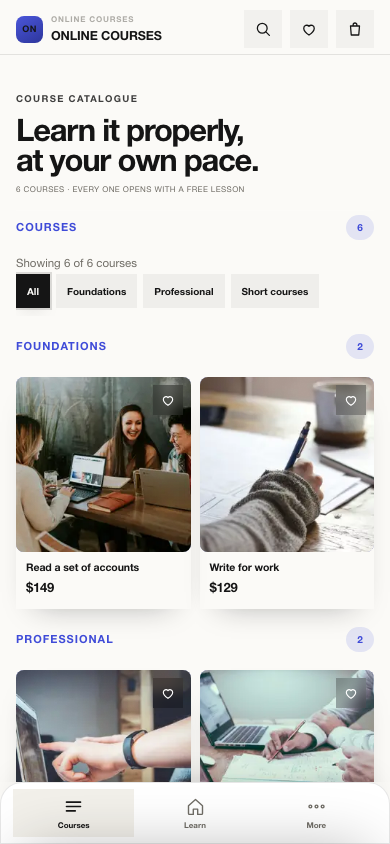 ON
ONLINE COURSES
ONLINE COURSES
COURSE CATALOGUE
Learn it properly,
at your own pace.
6 COURSES · EVERY ONE OPENS WITH A FREE LESSON
COURSES
6
Showing 6 of 6 courses
All
Foundations
Professional
Short courses
FOUNDATIONS
2
Read a set of accounts
$149
Write for work
$129
PROFESSIONAL
2
Courses
Learn
More